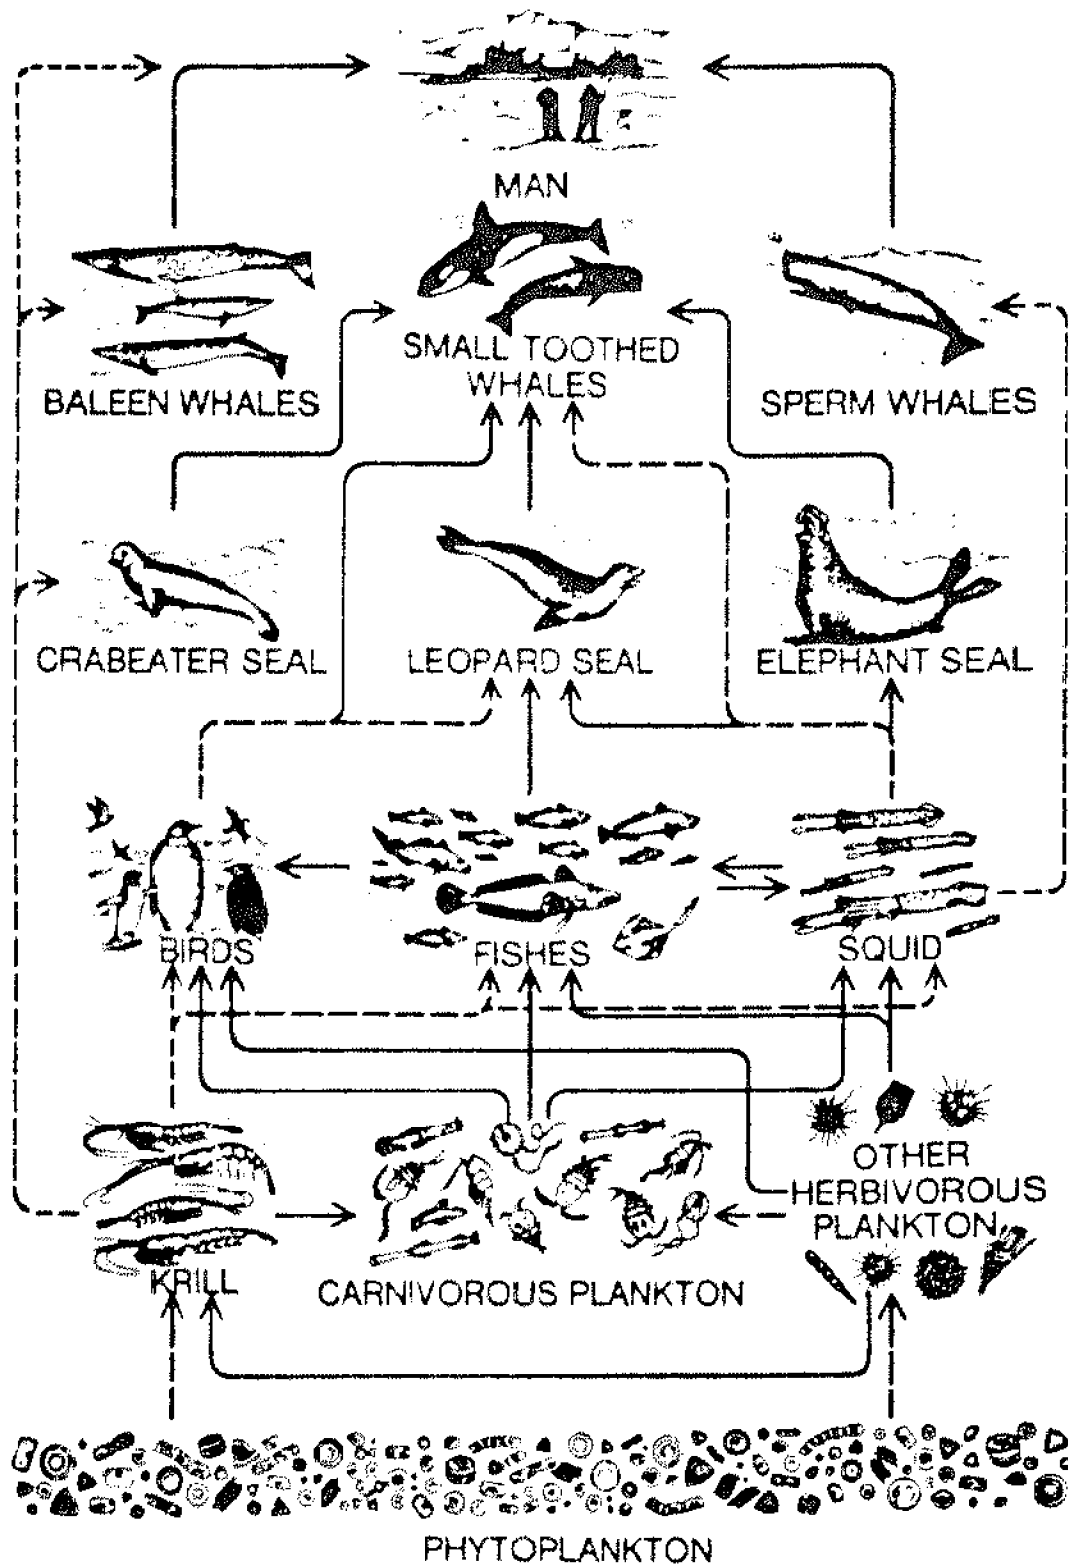 MAN
SMALL TOOTHED
WHALES
BALEEN WHALES
SPERM WHALES
CRABEATER SEAL
LEOPARD SEAL
ELEPHANT SEAL
BIRDS
FISHES
SQUID
OTHER
HERBIVOROUS
PLANKTON
KRILL
CARNIVOROUS PLANKTON
PHYTOPLANKTON